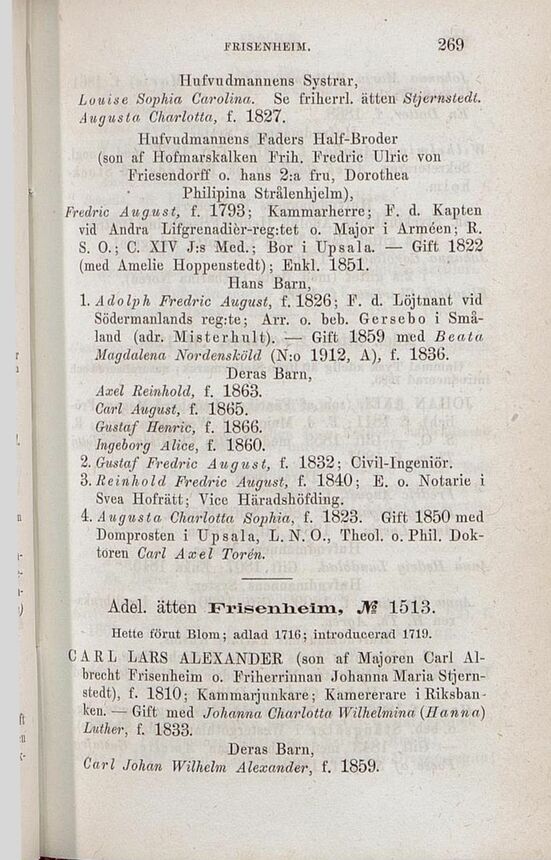 FRISENHEIM. 269
Hufvudmannens Systrar,
Louise Sophia Carolina. Se friherrl. ätten Stjernstedt.
Augusta Charlotta, f. 1827.
Hufvudmannens Faders Half-Broder
(son af Hofmarskalken Frih. Fredric Ulric von
Friesendorff o. hans 2:a fru, Dorothea
Philipina Strålenhjelm),
Fredric August, f. 1793; Kammarherre; F. d. Kapten
vid Andra Lifgrenadièr-reg:tet o. Major i Arméen; R.
S. O.; C. XIV J:s Med.; Bor i Upsala. — Gift 1822
(med Amelie Hoppenstedt); Enkl. 1851.
Hans Barn,
1. Adolph Fredric August, f. 1826; F. d. Löjtnant vid
Södermanlands reg:te; Arr. o. beb. Gersebo i Små-
land (adr. Misterhult). — Gift 1859 med Beata
Magdalena Nordensköld (N:o 1912, A), f. 1836.
Deras Barn,
Axel Reinhold, f. 1863.
Carl August, f. 1865.
Gustaf Henric, f. 1866.
Ingeborg Alice, f. 1860.
2. Gustaf Fredric August, f. 1832; Civil-Ingeniör.
3. Reinhold Fredric August, f. 1840; E. o. Notarie i
Svea Hofrätt; Vice Häradshöfding.
4. Augusta Charlotta Sophia, f. 1823. Gift 1850 med
Domprosten i Upsala, L. N. O., Theol. o. Phil. Dok-
toren Carl Axel Torén.
Adel. ätten Frisenheim, № 1513.
Hette förut Blom; adlad 1716; introducerad 1719.
CARL LARS ALEXANDER (son af Majoren Carl Al-
brecht Frisenheim o. Friherrinnan Johanna Maria Stjern-
stedt), f. 1810; Kammarjunkare; Kamererare i Riksban-
ken. — Gift med Johanna Charlotta Wilhelmina (Hanna)
Luther, f. 1833.
Deras Barn,
Carl Johan Wilhelm Alexander, f. 1859.